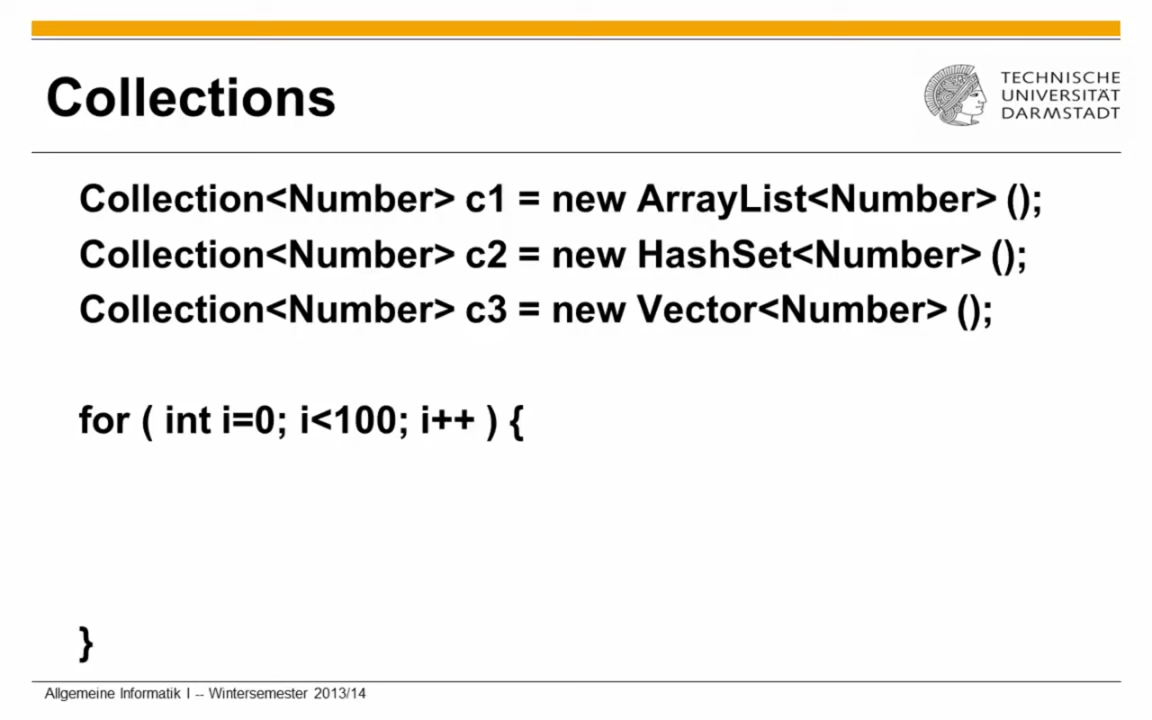 Collections
TECHNISCHE
UNIVERSITÄT
DARMSTADT
Collection<Number> c1 = new ArrayList<Number> ();
Collection<Number> c2 = new HashSet<Number> ();
Collection<Number> c3 = new Vector<Number> ();
for ( int i=0; i<100; i++ ) {
}
Allgemeine Informatik I -- Wintersemester 2013/14